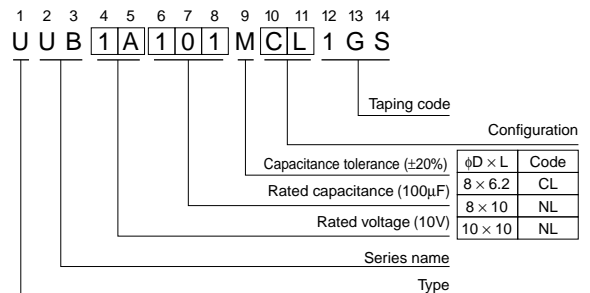 1 2 3 4 5 6 7 8 9 10 11 12 13 14
U U B 1 A 1 0 1 M C L 1 G S
Taping code
Configuration
Capacitance tolerance (±20%)
Rated capacitance (100μF)
Rated voltage (10V)
Series name
Type
ϕD × L Code
8 × 6.2 CL
8 × 10 NL
10 × 10 NL